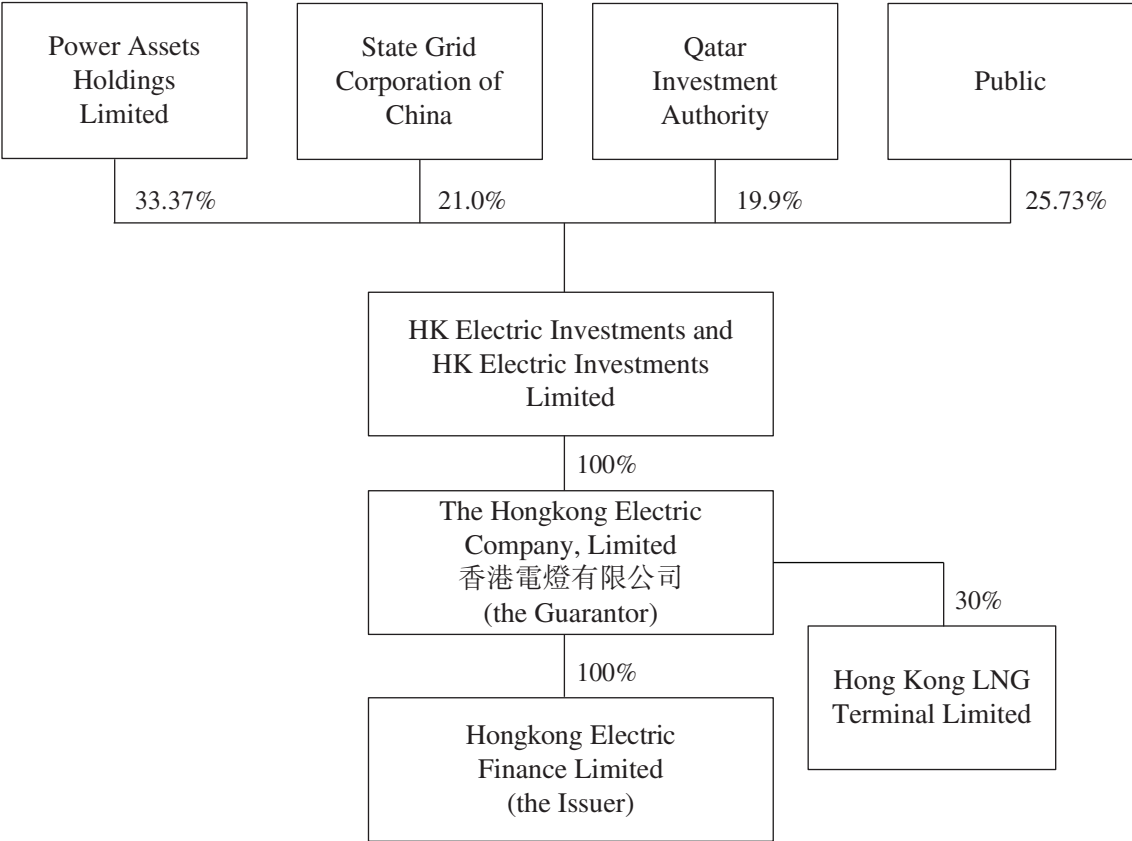 Power Assets
Holdings
Limited
State Grid
Corporation of
China
Qatar
Investment
Authority
Public
33.37%
21.0%
19.9%
25.73%
HK Electric Investments and
HK Electric Investments
Limited
100%
The Hongkong Electric
Company, Limited
香港電燈有限公司
(the Guarantor)
30%
Hong Kong LNG
Terminal Limited
100%
Hongkong Electric
Finance Limited
(the Issuer)